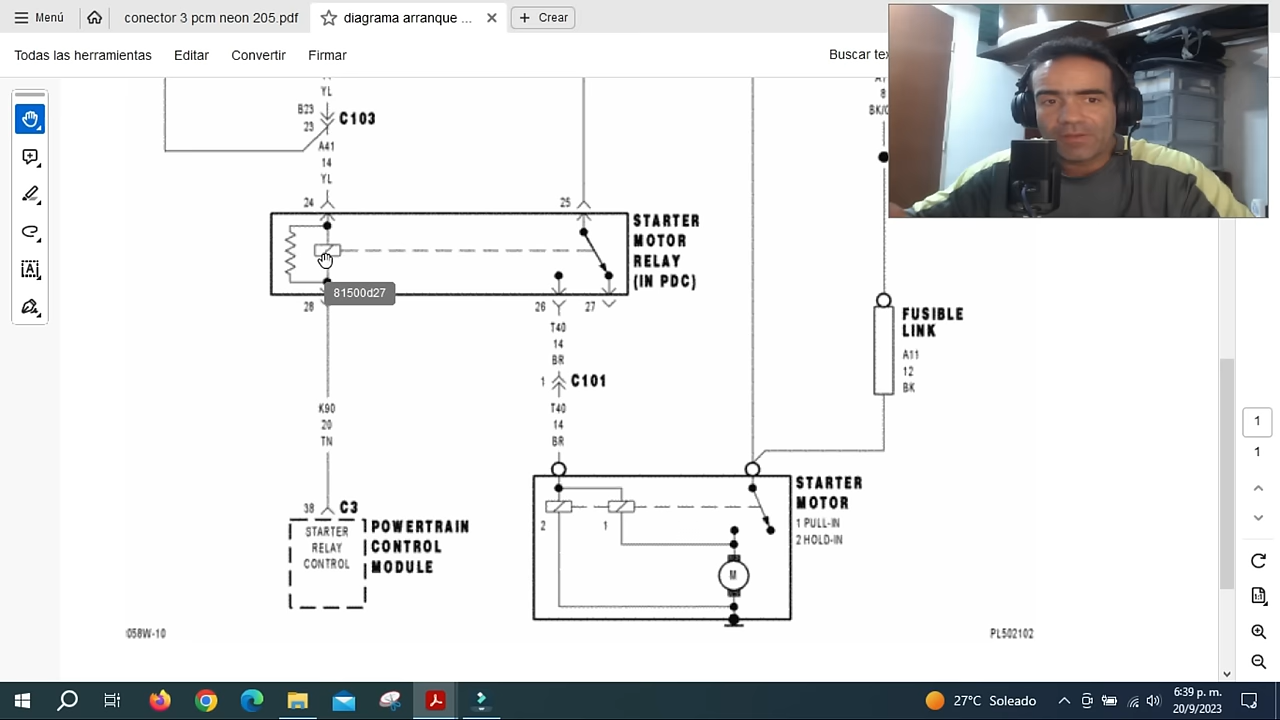 Menú
conector 3 pcm neon 205.pdf
diagrama arranque ...
Crear
Todas las herramientas
Editar
Convertir
Firmar
Buscar
YL
B23
23
C103
A41
14
YL
8
24
25
STARTER
MOTOR
RELAY
(IN PDC)
81500d27
28
26
27
T40
14
BR
1
C101
T40
14
BR
FUSIBLE
LINK
A11
12
BK
K90
20
TN
38
C3
STARTER
RELAY
CONTROL
POWERTRAIN
CONTROL
MODULE
STARTER
MOTOR
1 PULL-IN
2 HOLD-IN
2
1
M
058W-10
PL502102
1
1
27°C Soleado
6:39 p. m.
20/9/2023